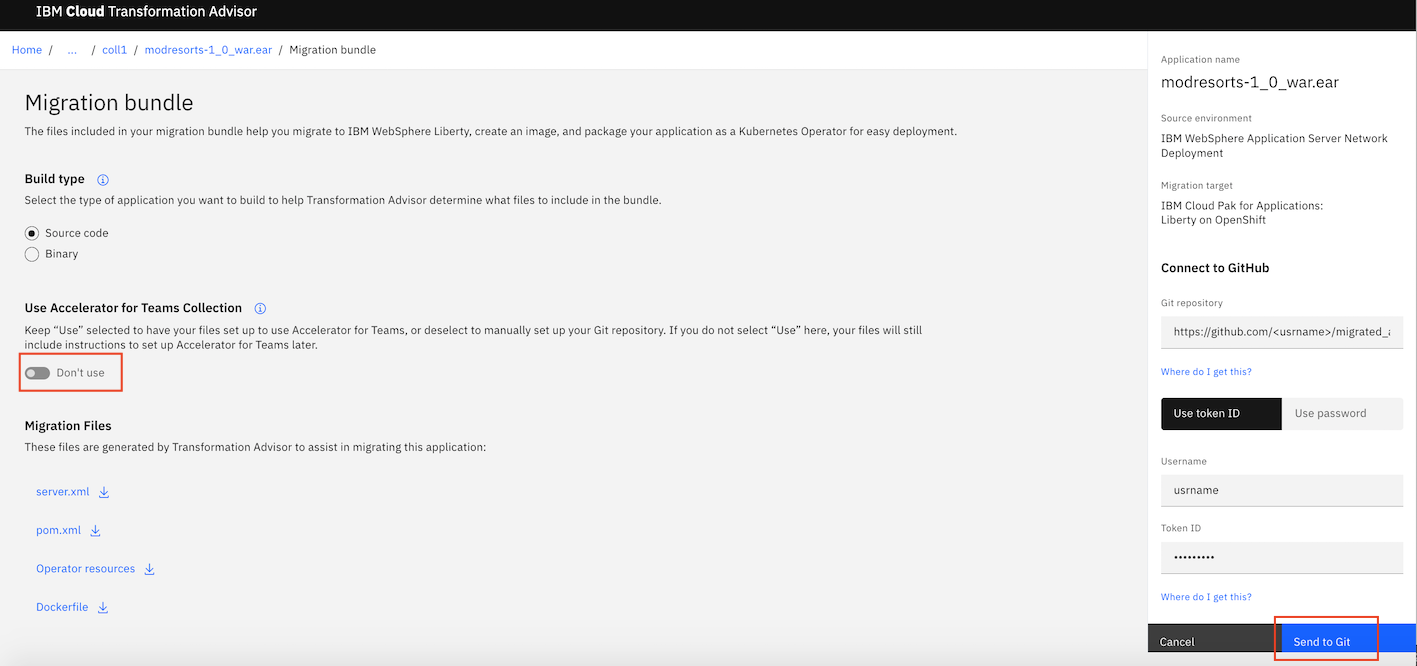 IBM Cloud Transformation Advisor
Home / ... / coll1 / modresorts-1_0_war.ear / Migration bundle
Migration bundle
The files included in your migration bundle help you migrate to IBM WebSphere Liberty, create an image, and package your application as a Kubernetes Operator for easy deployment.
Build type
Select the type of application you want to build to help Transformation Advisor determine what files to include in the bundle.
Source code
Binary
Use Accelerator for Teams Collection
Keep “Use” selected to have your files set up to use Accelerator for Teams, or deselect to manually set up your Git repository. If you do not select “Use” here, your files will still
include instructions to set up Accelerator for Teams later.
Don't use
Migration Files
These files are generated by Transformation Advisor to assist in migrating this application:
server.xml
pom.xml
Operator resources
Dockerfile
Application name
modresorts-1_0_war.ear
Source environment
IBM WebSphere Application Server Network
Deployment
Migration target
IBM Cloud Pak for Applications:
Liberty on OpenShift
Connect to GitHub
Git repository
https://github.com/<usrname>/migrated_a
Where do I get this?
Use token ID Use password
Username
usrname
Token ID
•••••••••
Where do I get this?
Cancel Send to Git